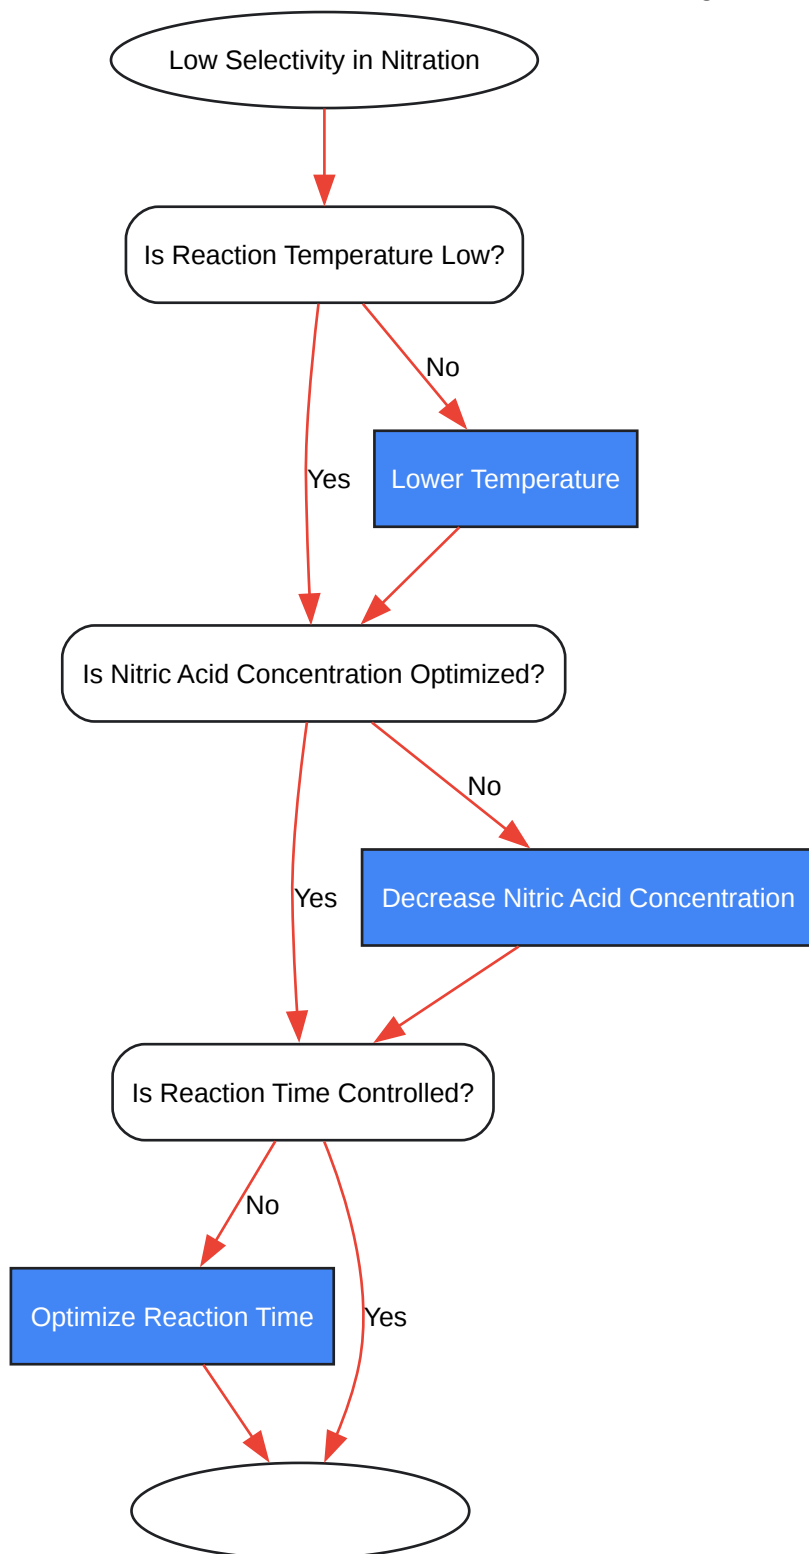 Low Selectivity in Nitration
Is Reaction Temperature Low?
No
Yes
Lower Temperature
Is Nitric Acid Concentration Optimized?
No
Yes
Decrease Nitric Acid Concentration
Is Reaction Time Controlled?
No
Optimize Reaction Time
Yes